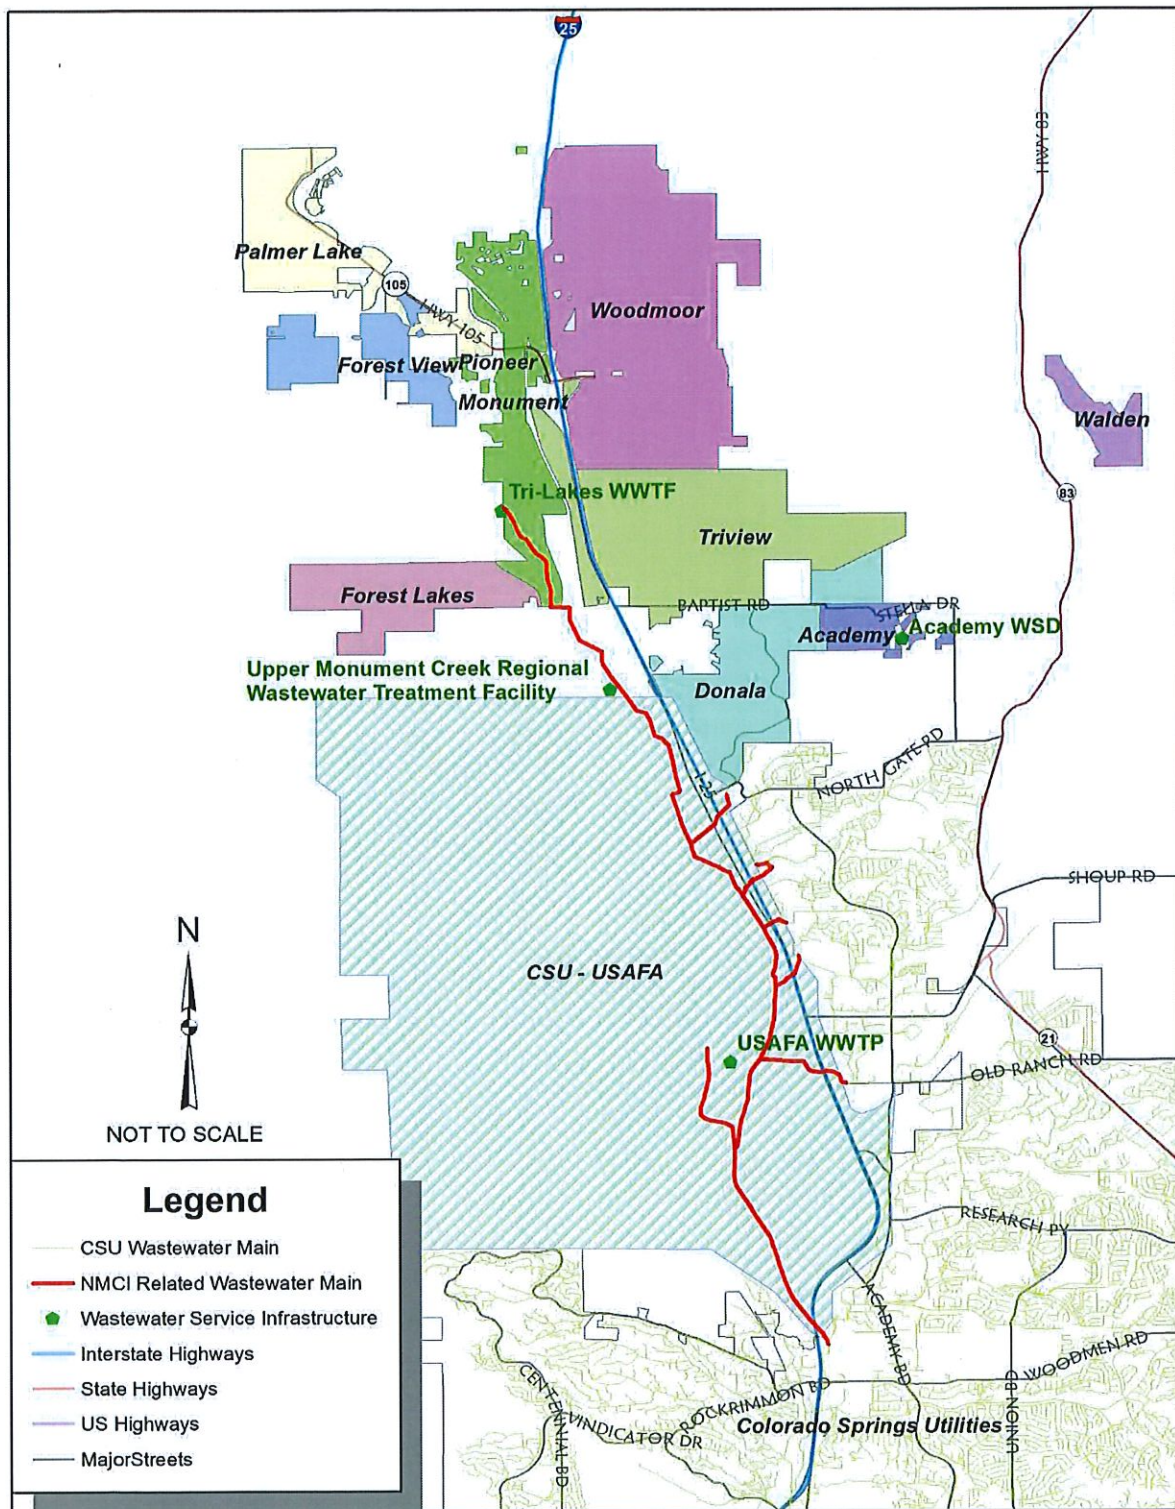 25
HWY 83
Palmer Lake
105
HWY 105
Woodmoor
Forest View
Pioneer
Monument
Walden
83
Tri-Lakes WWTF
Triview
Forest Lakes
BAPTIST RD
STELLA DR
Academy
Academy WSD
Upper Monument Creek Regional
Wastewater Treatment Facility
Donala
NORTH GATE RD
I-25
SHOUP RD
N
CSU - USAFA
USAFA WWTP
21
OLD RANCH RD
NOT TO SCALE
RESEARCH PY
ACADEMY BD
WOODMEN RD
UNION BD
ROCKRIMMON BD
CENTENNIAL BD
VINDICATOR DR
Colorado Springs Utilities
Legend
CSU Wastewater Main
NMCI Related Wastewater Main
Wastewater Service Infrastructure
Interstate Highways
State Highways
US Highways
MajorStreets